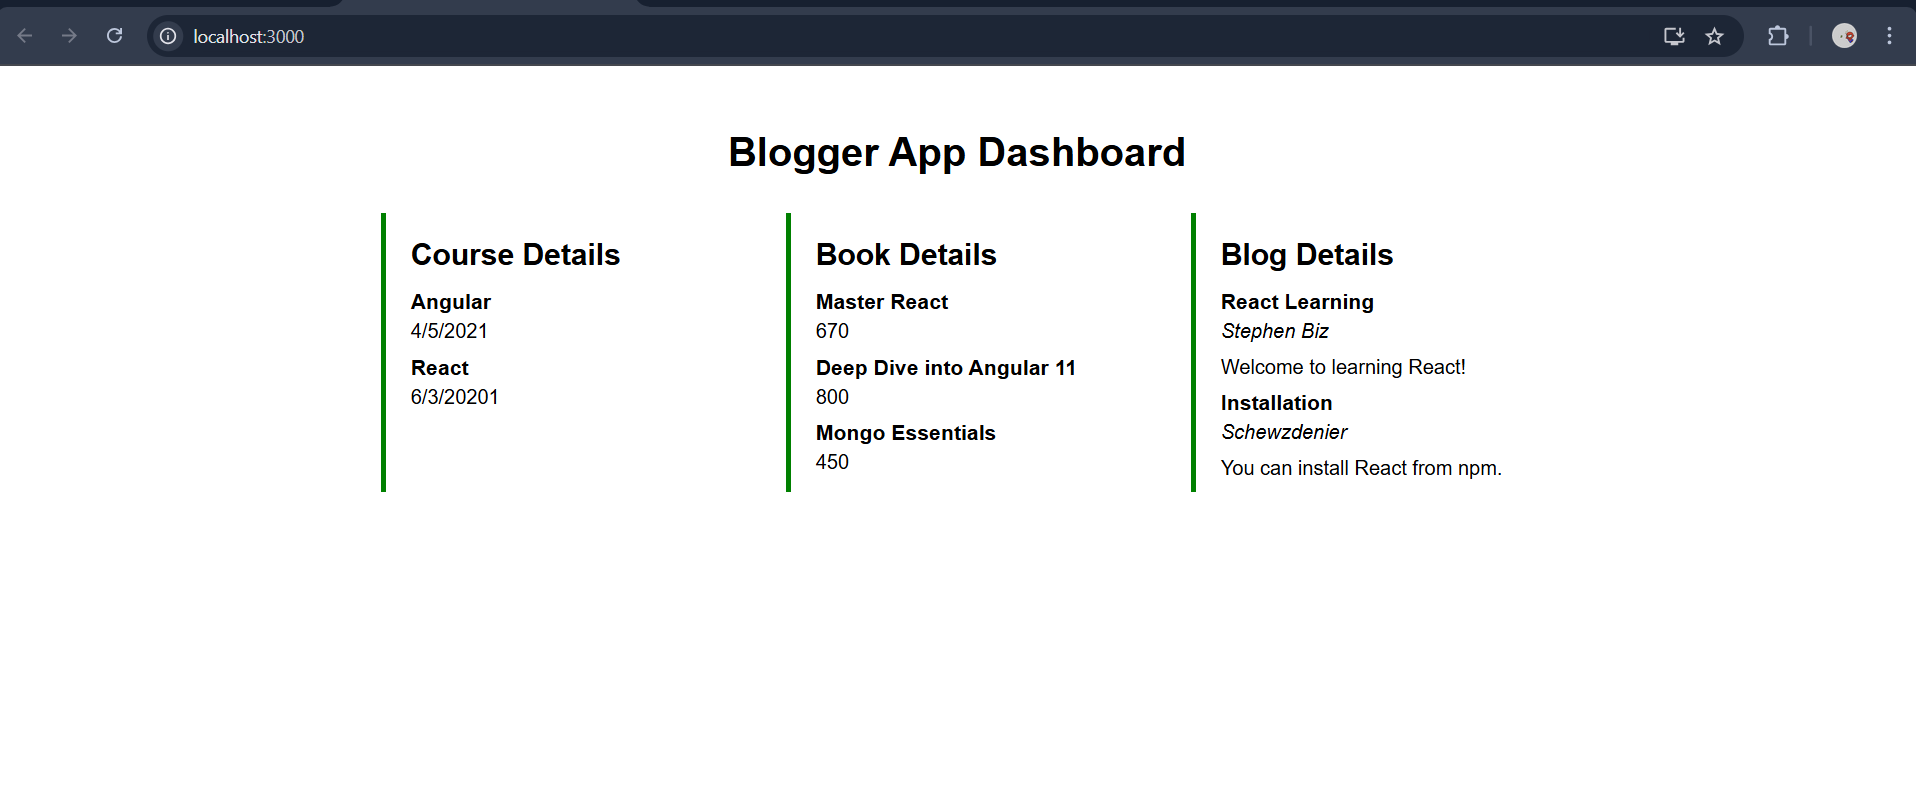 localhost:3000
Blogger App Dashboard
Course Details
Angular
4/5/2021
React
6/3/20201
Book Details
Master React
670
Deep Dive into Angular 11
800
Mongo Essentials
450
Blog Details
React Learning
Stephen Biz
Welcome to learning React!
Installation
Schewzdenier
You can install React from npm.